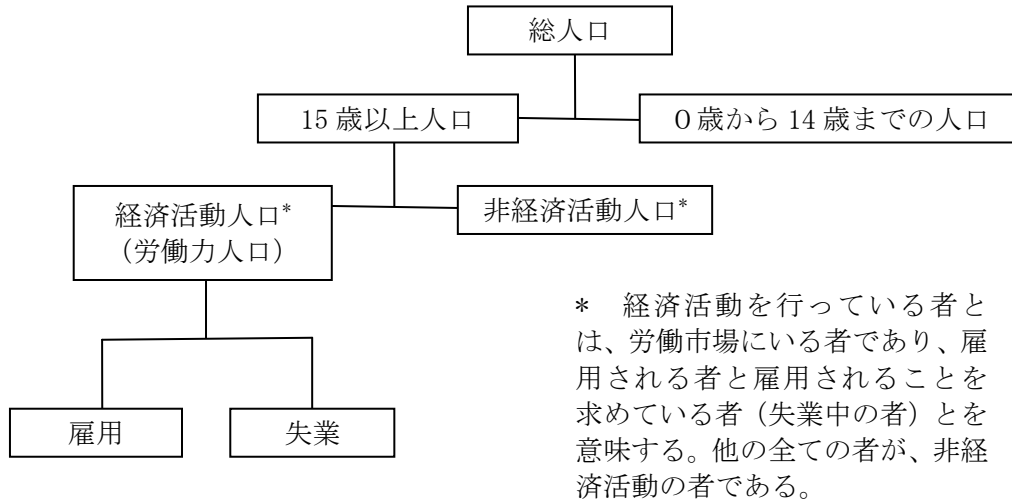 総人口
15 歳以上人口
0歳から 14 歳までの人口
経済活動人口*
（労働力人口）
非経済活動人口*
雇用
失業
* 経済活動を行っている者と
は、労働市場にいる者であり、雇
用される者と雇用されることを
求めている者（失業中の者）とを
意味する。他の全ての者が、非経
済活動の者である。